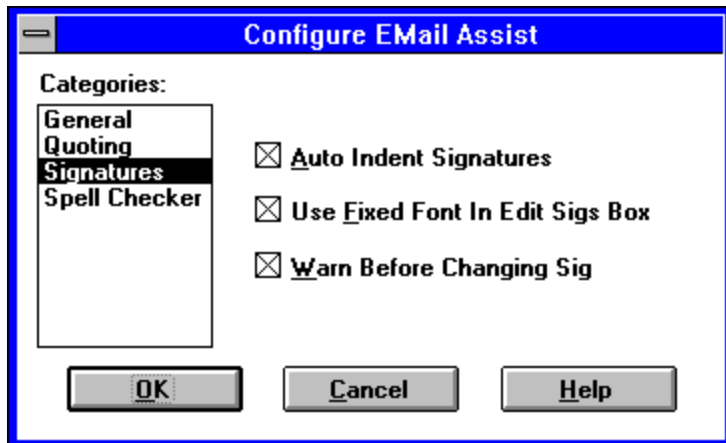 Configure EMail Assist
Categories:
General
Quoting
Signatures
Spell Checker
Auto Indent Signatures
Use Fixed Font In Edit Sigs Box
Warn Before Changing Sig
OK
Cancel
Help